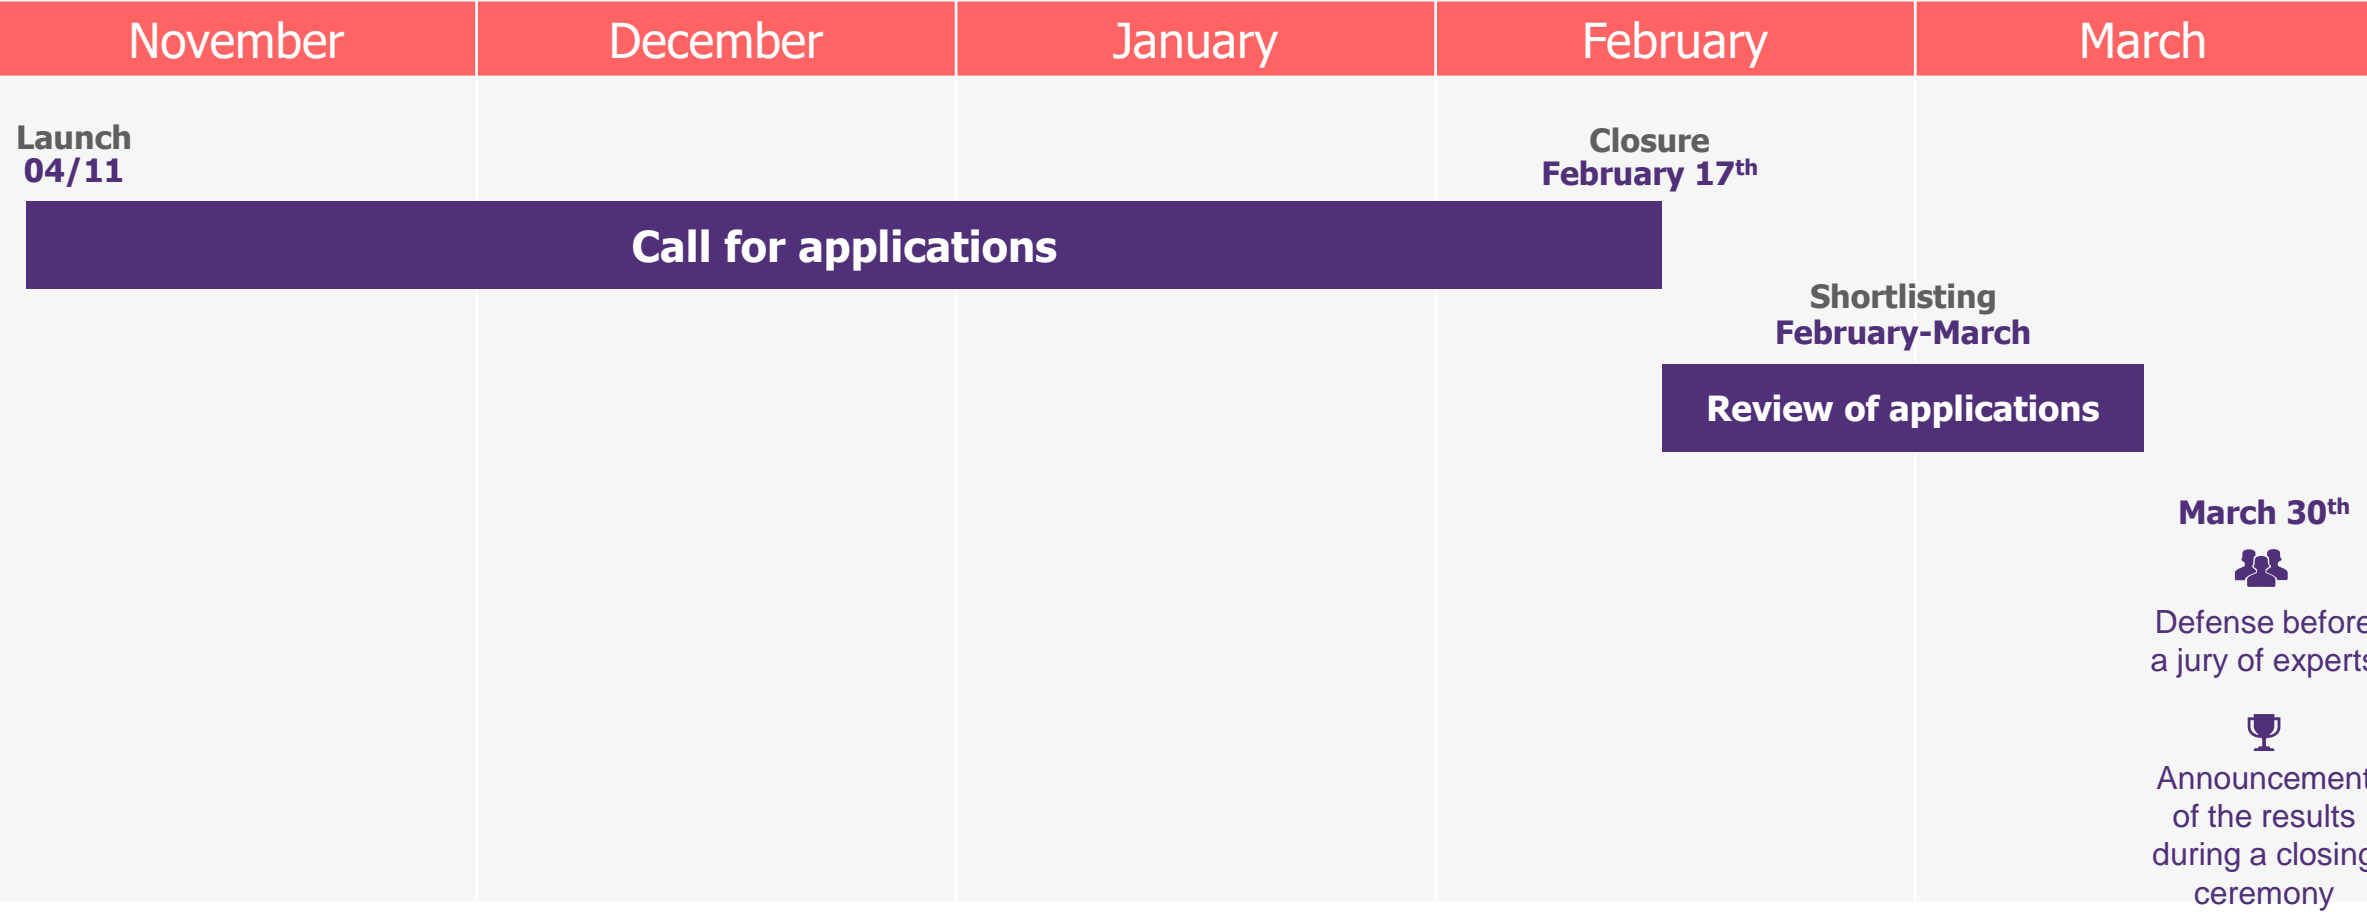 November
December
January
February
March
Launch
04/11
Closure
February 17th
Call for applications
Shortlisting
February-March
Review of applications
March 30th
Defense before
a jury of experts
Announcement
of the results
during a closing
ceremony